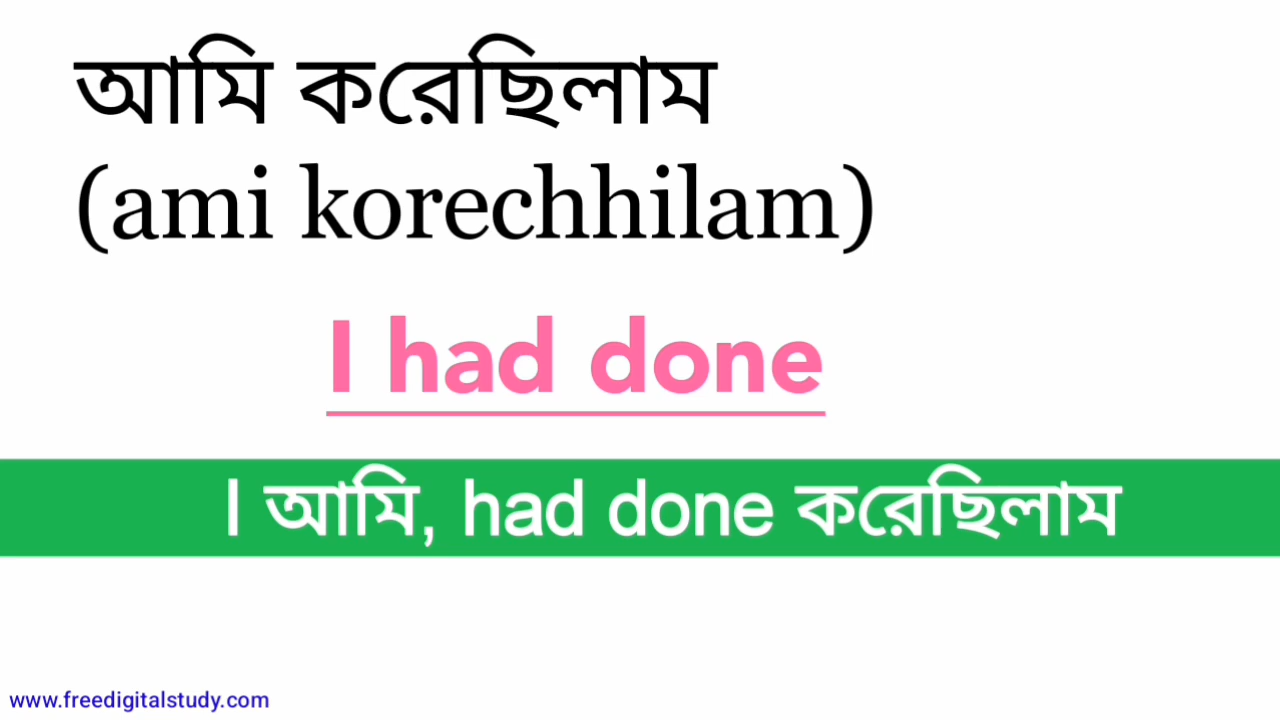 আমি করেছিলাম
(ami korechhilam)
I had done
I আমি, had done করেছিলাম
www.freedigitalstudy.com